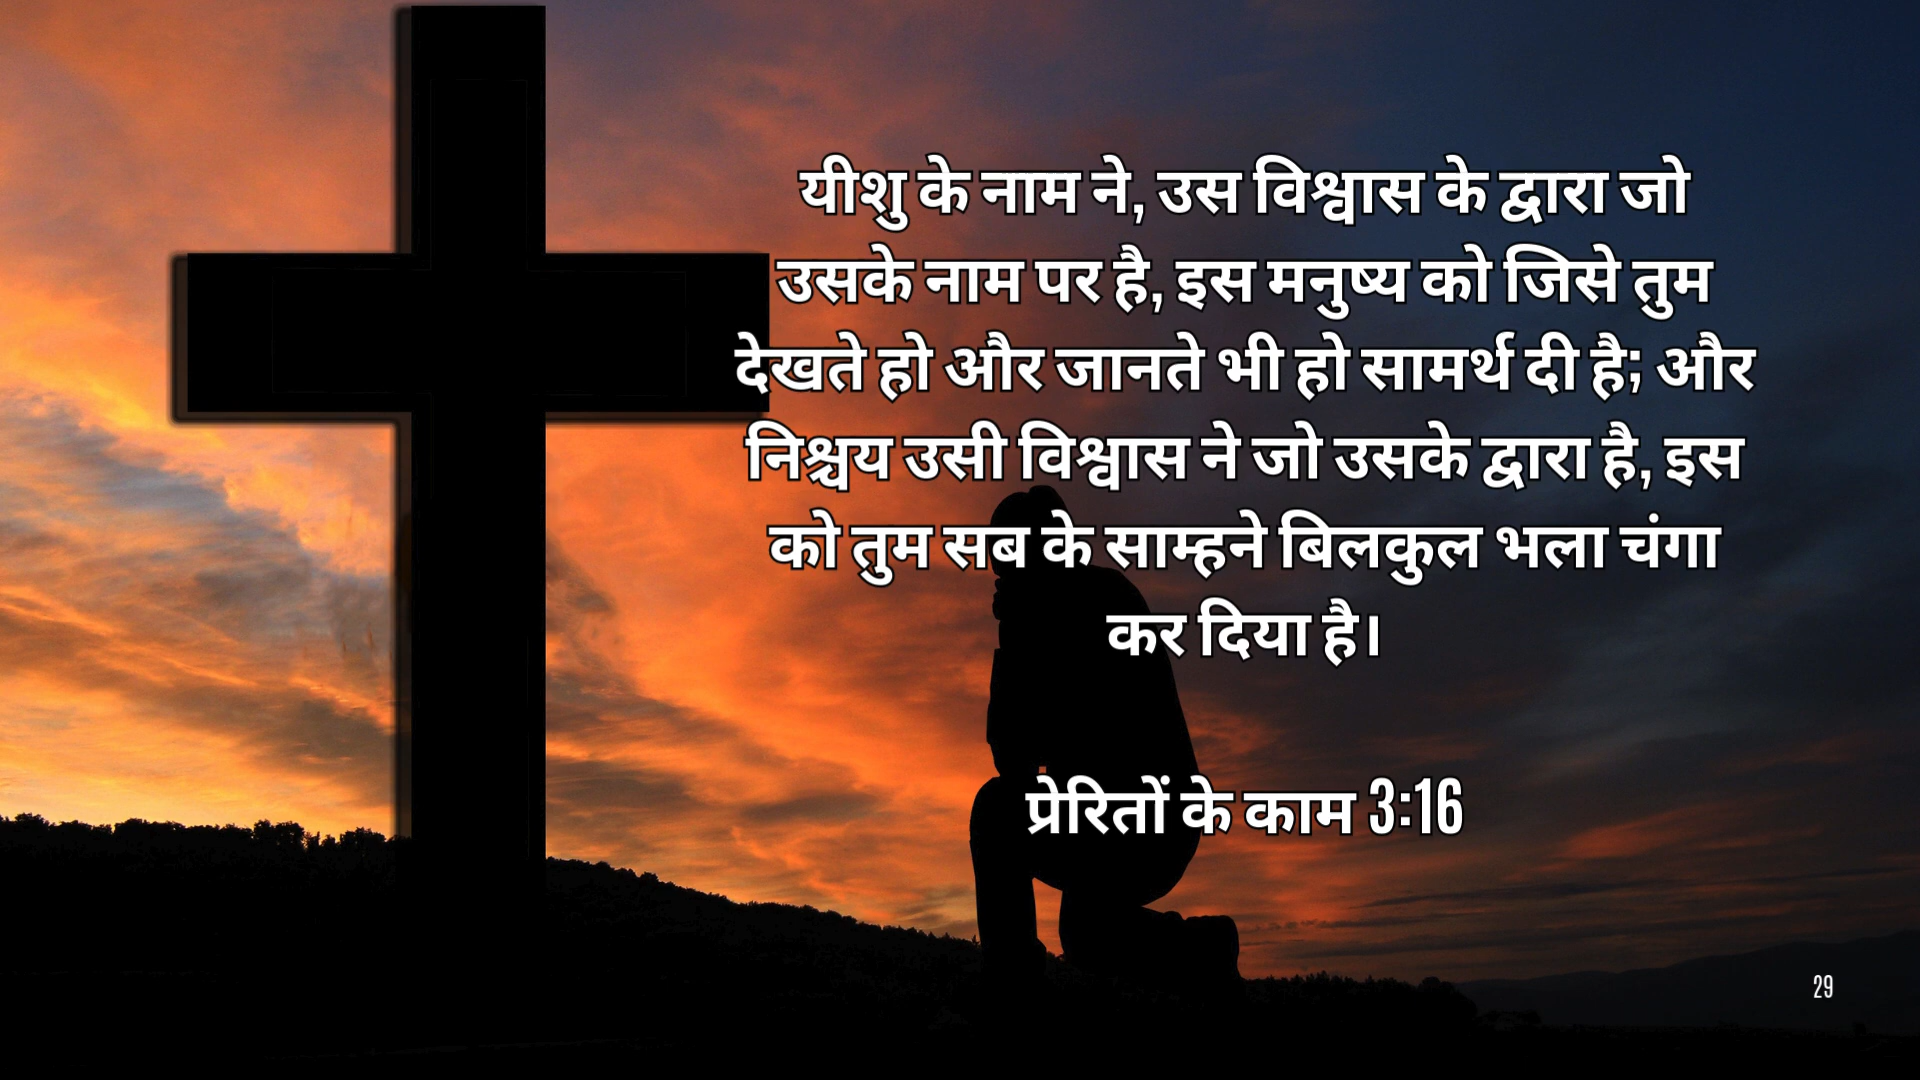 यीशु के नाम ने, उस विश्वास के द्वारा जो
उसके नाम पर है, इस मनुष्य को जिसे तुम
देखते हो और जानते भी हो सामर्थ दी है; और
निश्चय उसी विश्वास ने जो उसके द्वारा है, इस
को तुम सब के साम्हने बिलकुल भला चंगा
कर दिया है।
प्रेरितों के काम 3:16
29